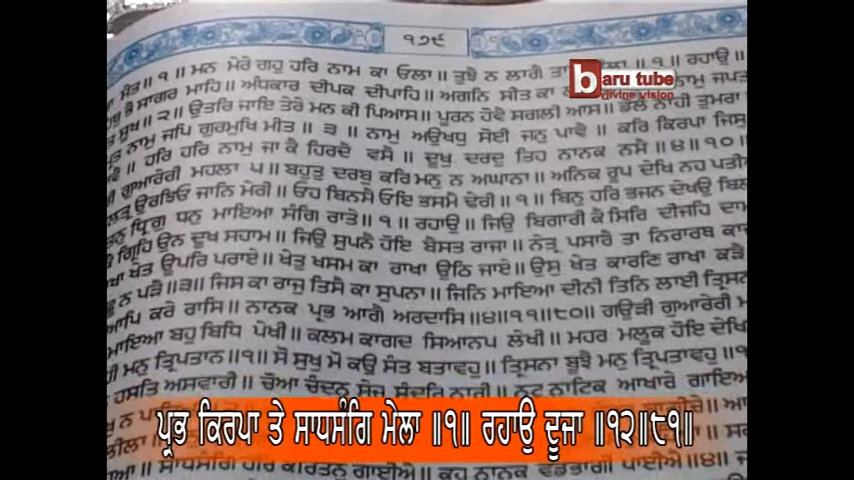 ੧੭੯
baru tube
divine vision
ਸੰਤ ॥ ੧ ॥ ਮਨ ਮੇਰੇ ਗਹੁ ਹਰਿ ਨਾਮ ਕਾ ਓਲਾ ॥ ਤੁਝੈ ਨ ਲਾਗੈ ਤਾ ॥ ੧ ॥ ਰਹਾਉ ॥
ਸਾਗਰ ਮਾਹਿ ॥ ਅੰਧਕਾਰ ਦੀਪਕ ਦੀਪਾਹਿ ॥ ਅਗਨਿ ਸੀਤ ਕਾ ਨਾਮੁ ਜਪਤ
ਸੂਖ ॥ ੨ ॥ ਉਤਰਿ ਜਾਇ ਤੇਰੇ ਮਨ ਕੀ ਪਿਆਸ ॥ ਪੂਰਨ ਹੋਵੈ ਸਗਲੀ ਆਸ ॥ ਡੋਲੈ ਨਾਹੀ ਤੁਮਰਾ
ਨਾਮੁ ਜਪਿ ਗੁਰਮੁਖਿ ਮੀਤ ॥ ੩ ॥ ਨਾਮੁ ਅਉਖਧੁ ਸੋਈ ਜਨੁ ਪਾਵੈ ॥ ਕਰਿ ਕਿਰਪਾ ਜਿਸੁ
ਹਰਿ ਹਰਿ ਨਾਮੁ ਜਾ ਕੈ ਹਿਰਦੈ ਵਸੈ ॥ ਦੂਖੁ ਦਰਦੁ ਤਿਹ ਨਾਨਕ ਨਸੈ ॥੪॥੧੦॥
ਗੁਆਰੇਰੀ ਮਹਲਾ ੫ ॥ ਬਹੁਤੁ ਦਰਬੁ ਕਰਿ ਮਨੁ ਨ ਅਘਾਨਾ ॥ ਅਨਿਕ ਰੂਪ ਦੇਖਿ ਨਹ ਪਤੀ
ਉਰਝਿਓ ਜਾਨਿ ਮੇਰੀ ॥ ਓਹ ਬਿਨਸੈ ਓਇ ਭਸਮੈ ਢੇਰੀ ॥ ੧ ॥ ਬਿਨੁ ਹਰਿ ਭਜਨ ਦੇਖਉ ਬਿਲ
ਧ੍ਰਿਗੁ ਧਨੁ ਮਾਇਆ ਸੰਗਿ ਰਾਤੇ ॥ ੧ ॥ ਰਹਾਉ ॥ ਜਿਉ ਬਿਗਾਰੀ ਕੈ ਸਿਰਿ ਦੀਜਹਿ ਦਾਮ
ਗ੍ਰਿਹਿ ਉਨ ਦੂਖ ਸਹਾਮ ॥ ਜਿਉ ਸੁਪਨੈ ਹੋਇ ਬੈਸਤ ਰਾਜਾ ॥ ਨੇਤ੍ਰ ਪਸਾਰੈ ਤਾ ਨਿਰਾਰਥ ਕਾ
ਖੇਤ ਊਪਰਿ ਪਰਾਏ ॥ ਖੇਤੁ ਖਸਮ ਕਾ ਰਾਖਾ ਉਠਿ ਜਾਏ ॥ ਉਸੁ ਖੇਤ ਕਾਰਣਿ ਰਾਖਾ ਕੜੈ
ਨ ਪੜੈ ॥੩॥ ਜਿਸ ਕਾ ਰਾਜੁ ਤਿਸੈ ਕਾ ਸੁਪਨਾ ॥ ਜਿਨਿ ਮਾਇਆ ਦੀਨੀ ਤਿਨਿ ਲਾਈ ਤ੍ਰਿਸਨਾ
ਆਪਿ ਕਰੇ ਰਾਸਿ ॥ ਨਾਨਕ ਪ੍ਰਭ ਆਗੈ ਅਰਦਾਸਿ ॥੪॥੧੧॥੮੦॥ ਗਉੜੀ ਗੁਆਰੇਰੀ ਮ
ਮਾਇਆ ਬਹੁ ਬਿਧਿ ਪੇਖੀ ॥ ਕਲਮ ਕਾਗਦ ਸਿਆਨਪ ਲੇਖੀ ॥ ਮਹਰ ਮਲੂਕ ਹੋਇ ਦੇਖਿ
ਮਨੁ ਤ੍ਰਿਪਤਾਨ ॥੧॥ ਸੋ ਸੁਖੁ ਮੋ ਕਉ ਸੰਤ ਬਤਾਵਹੁ ॥ ਤ੍ਰਿਸਨਾ ਬੂਝੈ ਮਨੁ ਤ੍ਰਿਪਤਾਵਹੁ ॥੧
ਹਸਤਿ ਅਸਵਾਰੀ ॥ ਚੋਆ ਚੰਦਨੁ ਸੇਜ ਸੁੰਦਰਿ ਨਾਰੀ ॥ ਨਟ ਨਾਟਿਕ ਆਖਾਰੇ ਗਾਇਆ
ਪ੍ਰਭ ਕਿਰਪਾ ਤੇ ਸਾਧਸੰਗਿ ਮੇਲਾ ॥੧॥ ਰਹਾਉ ਦੂਜਾ ॥੧੨॥੮੧॥
ਸਾਧਸੰਗਿ ਹਰਿ ਕੀਰਤਨੁ ਗਾਈਐ ॥ ਕਹੁ ਨਾਨਕ ਵਡਭਾਗੀ ਪਾਈਐ ॥੪॥